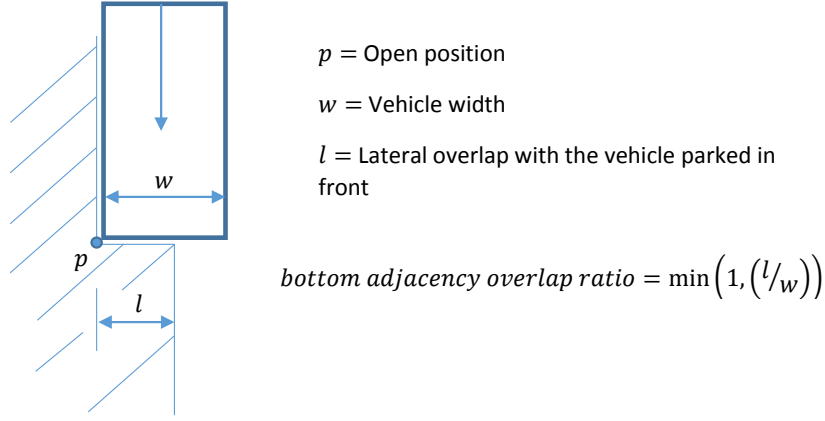 p = Open position
w = Vehicle width
l = Lateral overlap with the vehicle parked in
front
w
p
l
bottom adjacency overlap ratio = min(1, (l/w))